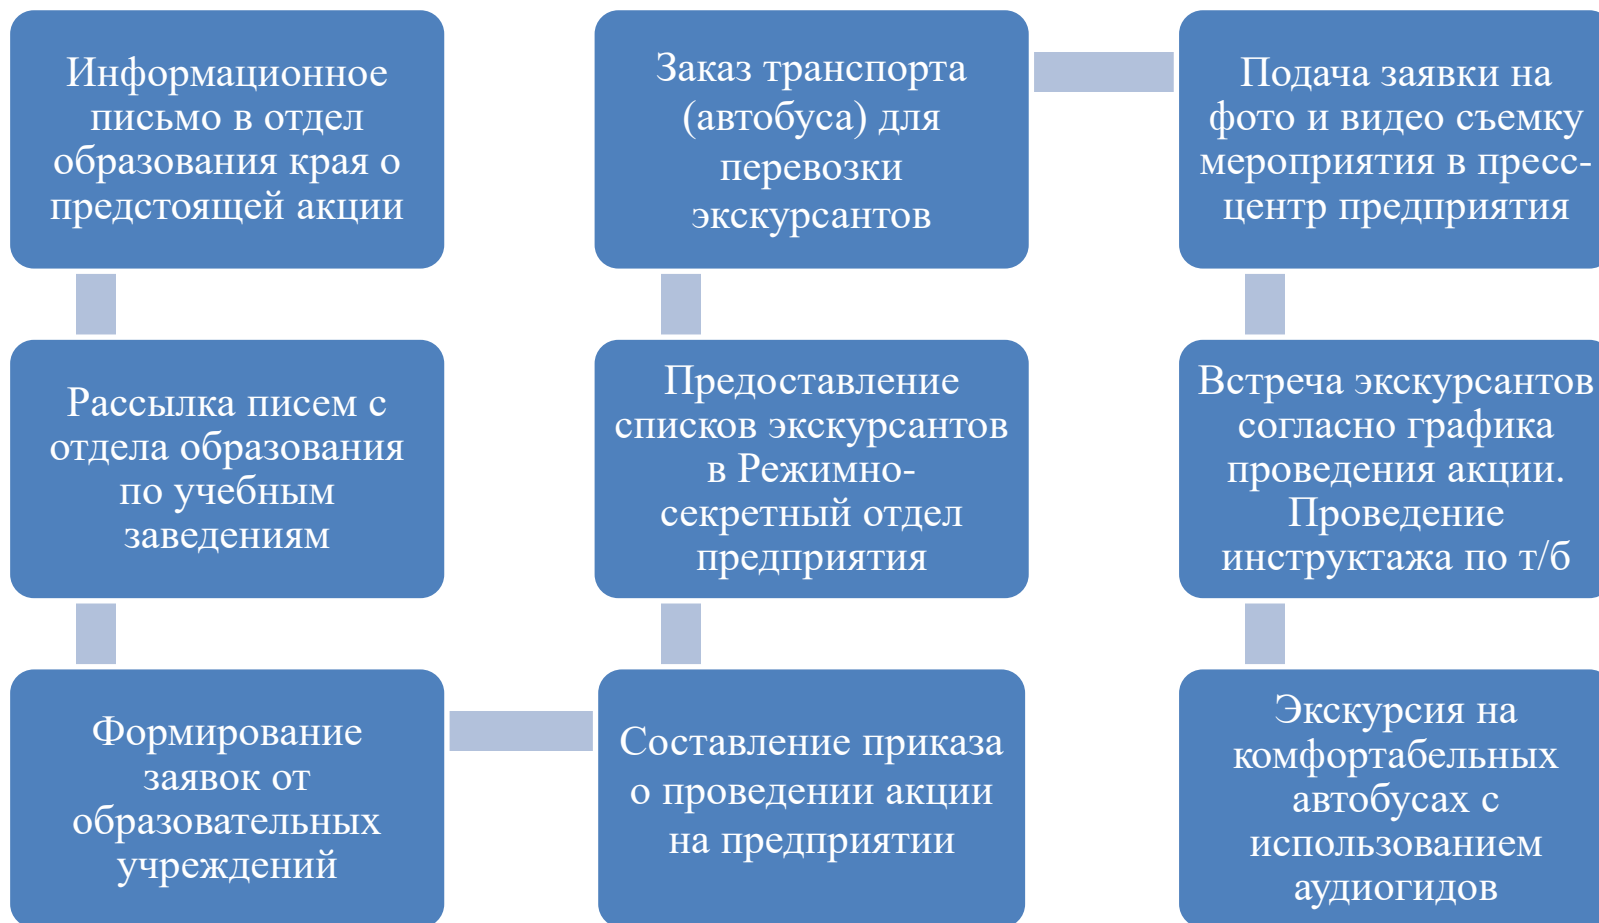 Информационное
письмо в отдел
образования края о
предстоящей акции
Рассылка писем с
отдела образования
по учебным
заведениям
Формирование
заявок от
образовательных
учреждений
Составление приказа
о проведении акции
на предприятии
Предоставление
списков экскурсантов
в Режимно-
секретный отдел
предприятия
Заказ транспорта
(автобуса) для
перевозки
экскурсантов
Подача заявки на
фото и видео съемку
мероприятия в пресс-
центр предприятия
Встреча экскурсантов
согласно графика
проведения акции.
Проведение
инструктажа по т/б
Экскурсия на
комфортабельных
автобусах с
использованием
аудиогидов